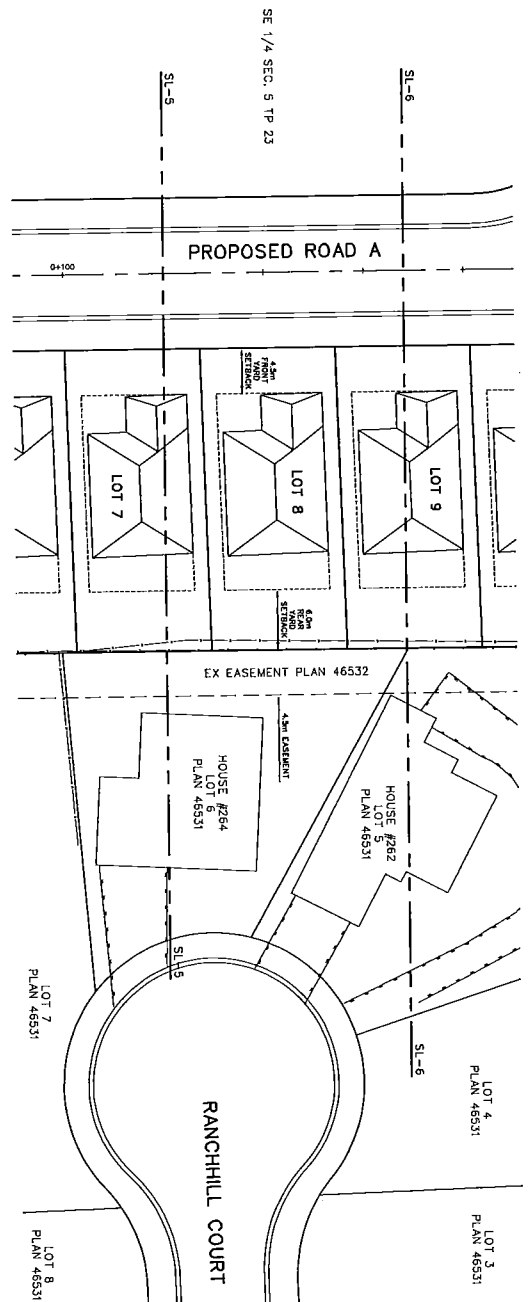 SE 1/4 SEC. 5 TP 23
SL-5
SL-6
PROPOSED ROAD A
0+100
4.5m
FRONT
YARD
SETBACK
LOT 7
LOT 8
LOT 9
6.0m
REAR
YARD
SETBACK
EX EASEMENT PLAN 46532
4.5m EASEMENT
HOUSE #264
LOT 6
PLAN 46531
HOUSE #262
LOT 5
PLAN 46531
SL-5
SL-6
LOT 7
PLAN 46531
LOT 4
PLAN 46531
RANCHHILL COURT
LOT 8
PLAN 46531
LOT 3
PLAN 46531